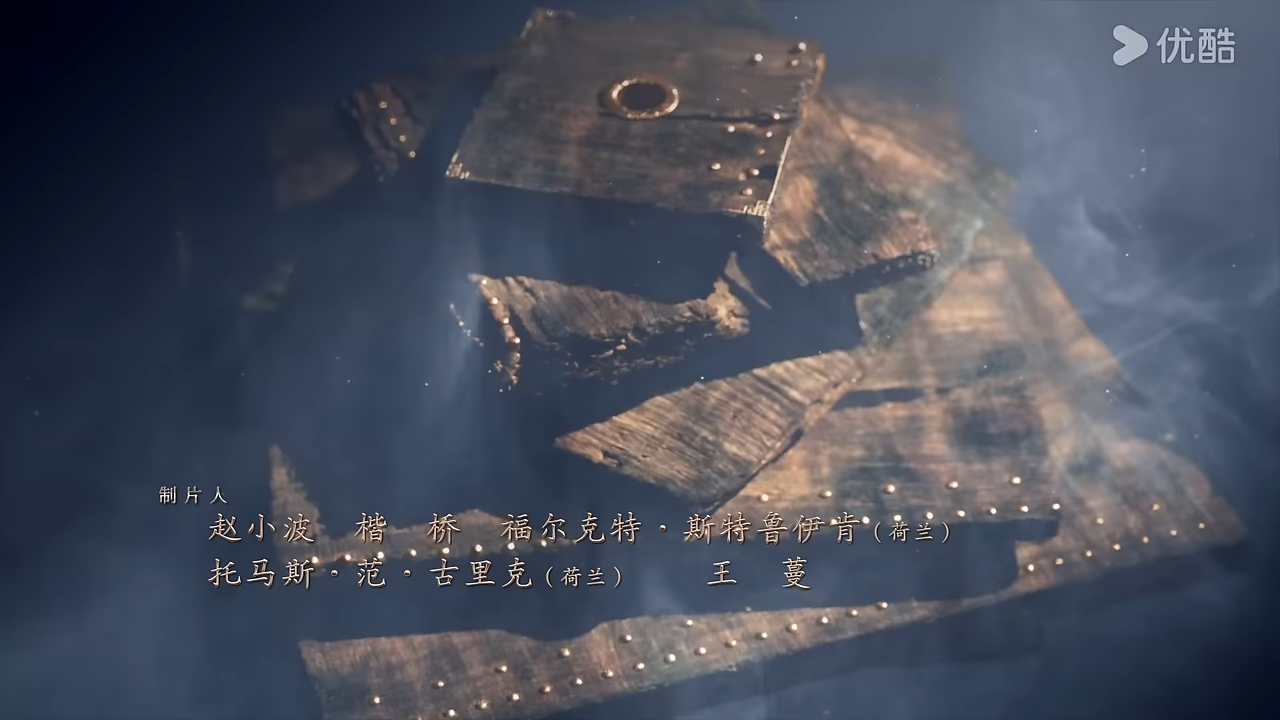 优酷
制片人
赵小波 楷 桥 福尔克特·斯特鲁伊肯(荷兰)
托马斯·范·古里克(荷兰) 王 蔓